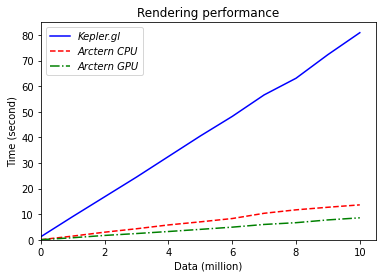 Rendering performance
Kepler.gl
Arctern CPU
Arctern GPU
80
70
60
50
40
30
20
10
0
Time (second)
0 2 4 6 8 10
Data (million)